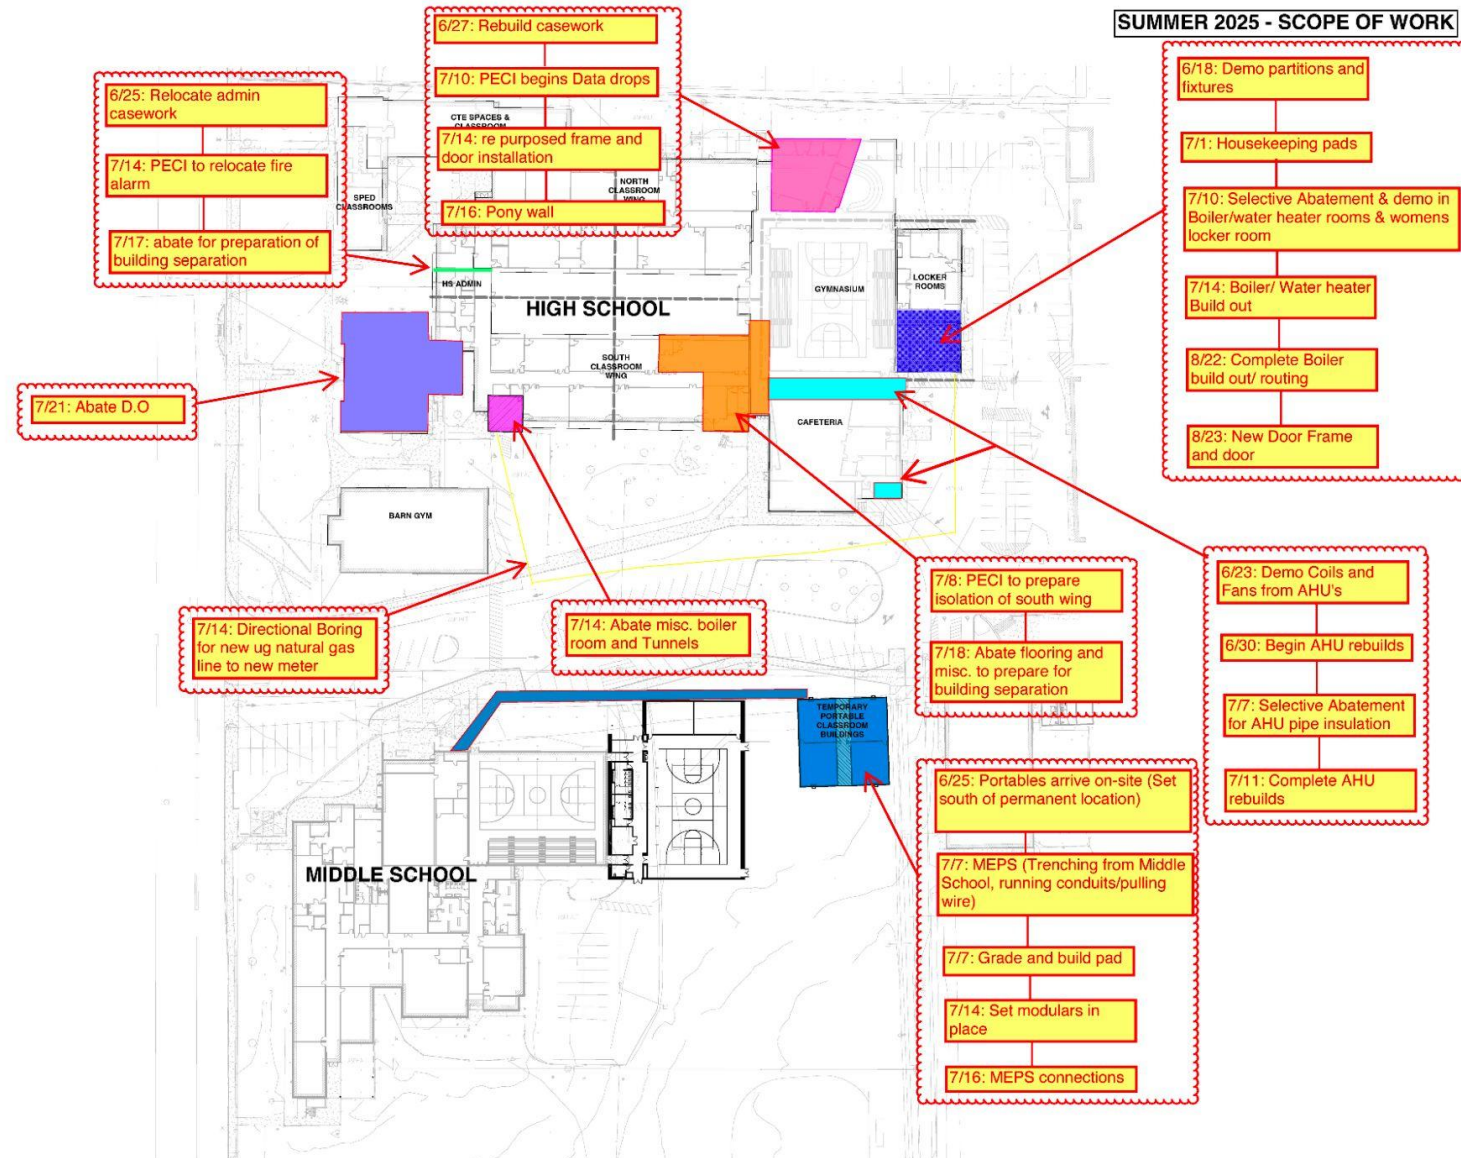 SUMMER 2025 - SCOPE OF WORK
6/27: Rebuild casework
7/10: PECI begins Data drops
7/14: re purposed frame and
door installation
7/16: Pony wall
6/25: Relocate admin
casework
7/14: PECI to relocate fire
alarm
7/17: abate for preparation of
building separation
6/18: Demo partitions and
fixtures
7/1: Housekeeping pads
7/10: Selective Abatement & demo in
Boiler/water heater rooms & womens
locker room
7/14: Boiler/ Water heater
Build out
8/22: Complete Boiler
build out/ routing
8/23: New Door Frame
and door
CTE SPACES &
CLASSROOM
SPED
CLASSROOMS
NORTH
CLASSROOM
WING
HS ADMIN
HIGH SCHOOL
GYMNASIUM
LOCKER
ROOMS
SOUTH
CLASSROOM
WING
CAFETERIA
BARN GYM
7/21: Abate D.O
7/14: Directional Boring
for new ug natural gas
line to new meter
7/14: Abate misc. boiler
room and Tunnels
7/8: PECI to prepare
isolation of south wing
7/18: Abate flooring and
misc. to prepare for
building separation
6/23: Demo Coils and
Fans from AHU's
6/30: Begin AHU rebuilds
7/7: Selective Abatement
for AHU pipe insulation
7/11: Complete AHU
rebuilds
TEMPORARY
PORTABLE
CLASSROOM
BUILDINGS
MIDDLE SCHOOL
6/25: Portables arrive on-site (Set
south of permanent location)
7/7: MEPS (Trenching from Middle
School, running conduits/pulling
wire)
7/7: Grade and build pad
7/14: Set modulars in
place
7/16: MEPS connections